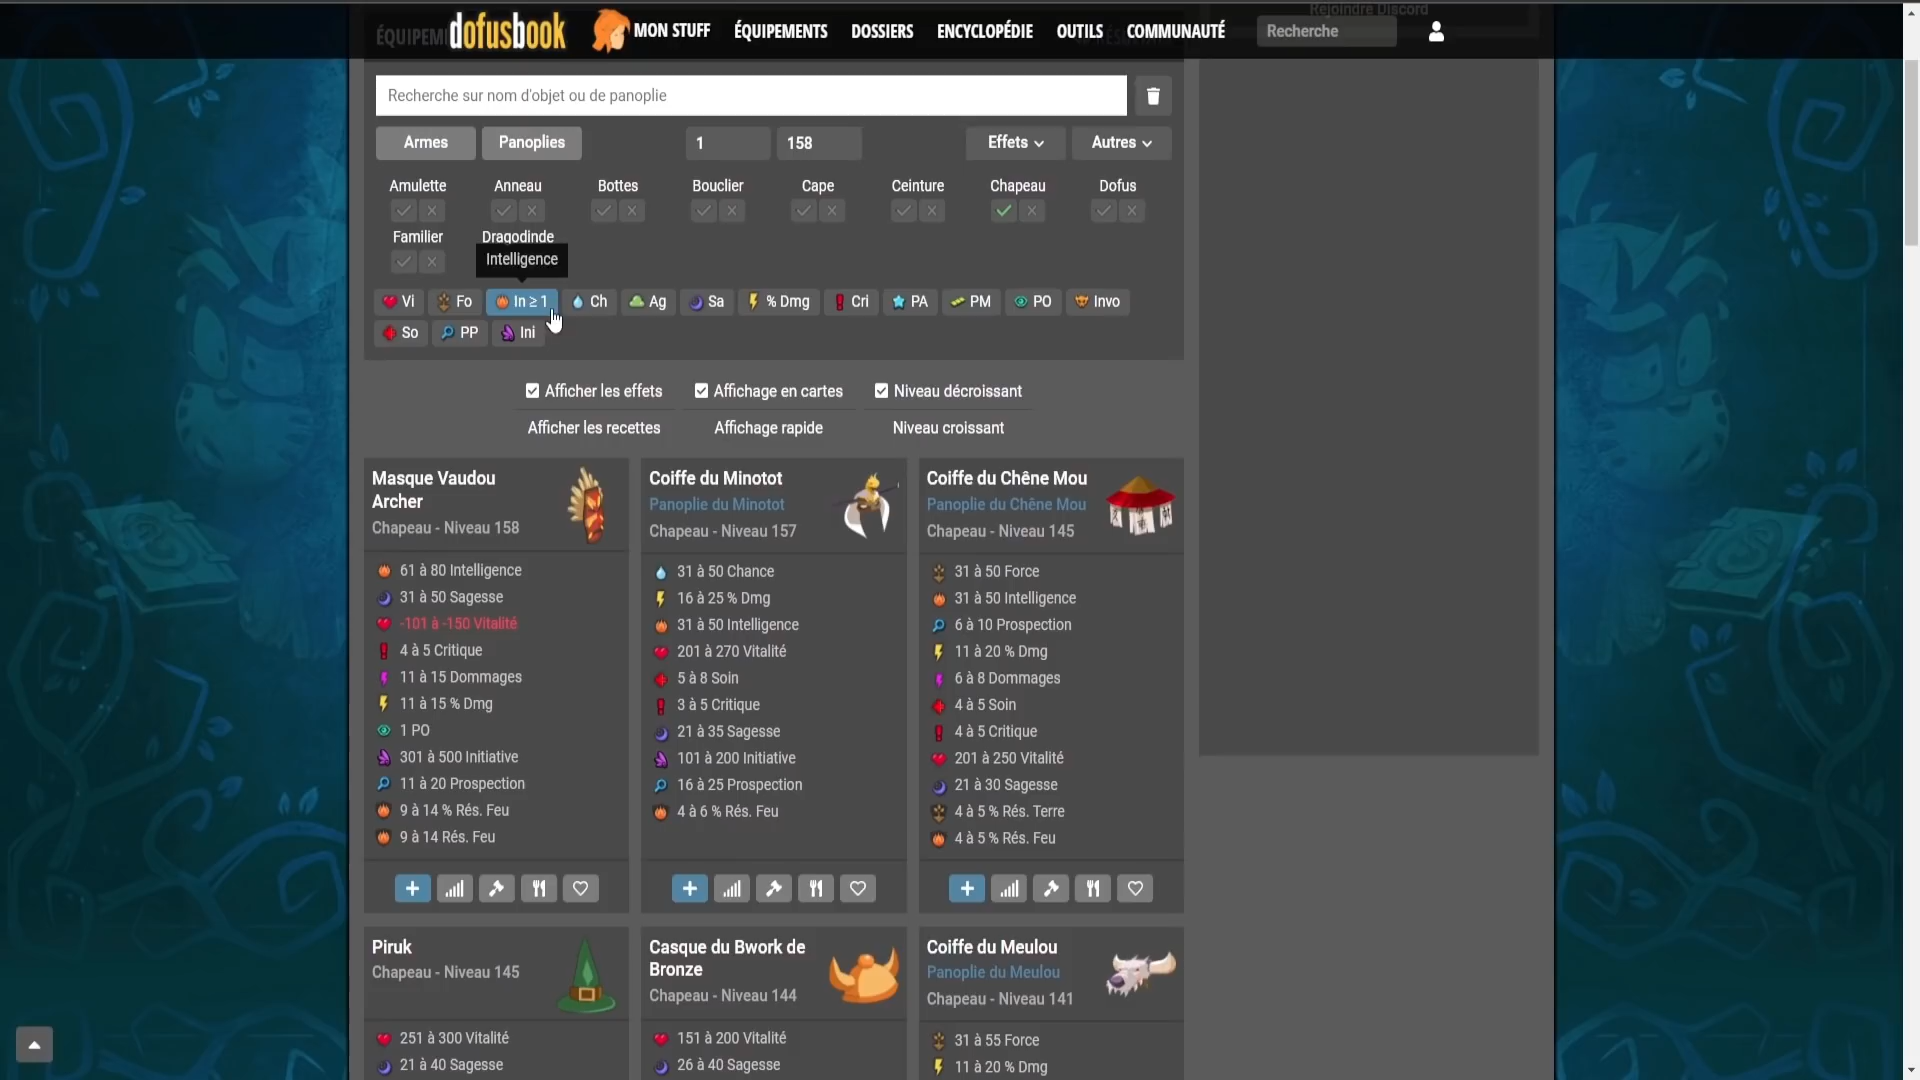 Rejoindre Discord
ÉQUIPEM
dofusbook
MON STUFF
ÉQUIPEMENTS
DOSSIERS
ENCYCLOPÉDIE
OUTILS
COMMUNAUTÉ
Recherche
Recherche sur nom d'objet ou de panoplie
Armes
Panoplies
1
158
Effets
Autres
Amulette
Anneau
Bottes
Bouclier
Cape
Ceinture
Chapeau
Dofus
Familier
Dragodinde
Intelligence
Vi
Fo
In ≥ 1
Ch
Ag
Sa
% Dmg
Cri
PA
PM
PO
Invo
So
PP
Ini
Afficher les effets
Affichage en cartes
Niveau décroissant
Afficher les recettes
Affichage rapide
Niveau croissant
Masque Vaudou
Archer
Chapeau - Niveau 158
61 à 80 Intelligence
31 à 50 Sagesse
-101 à -150 Vitalité
4 à 5 Critique
11 à 15 Dommages
11 à 15 % Dmg
1 PO
301 à 500 Initiative
11 à 20 Prospection
9 à 14 % Rés. Feu
9 à 14 Rés. Feu
Coiffe du Minotot
Panoplie du Minotot
Chapeau - Niveau 157
31 à 50 Chance
16 à 25 % Dmg
31 à 50 Intelligence
201 à 270 Vitalité
5 à 8 Soin
3 à 5 Critique
21 à 35 Sagesse
101 à 200 Initiative
16 à 25 Prospection
4 à 6 % Rés. Feu
Coiffe du Chêne Mou
Panoplie du Chêne Mou
Chapeau - Niveau 145
31 à 50 Force
31 à 50 Intelligence
6 à 10 Prospection
11 à 20 % Dmg
6 à 8 Dommages
4 à 5 Soin
4 à 5 Critique
201 à 250 Vitalité
21 à 30 Sagesse
4 à 5 % Rés. Terre
4 à 5 % Rés. Feu
Piruk
Chapeau - Niveau 145
251 à 300 Vitalité
21 à 40 Sagesse
Casque du Bwork de
Bronze
Chapeau - Niveau 144
151 à 200 Vitalité
26 à 40 Sagesse
Coiffe du Meulou
Panoplie du Meulou
Chapeau - Niveau 141
31 à 55 Force
11 à 20 % Dmg